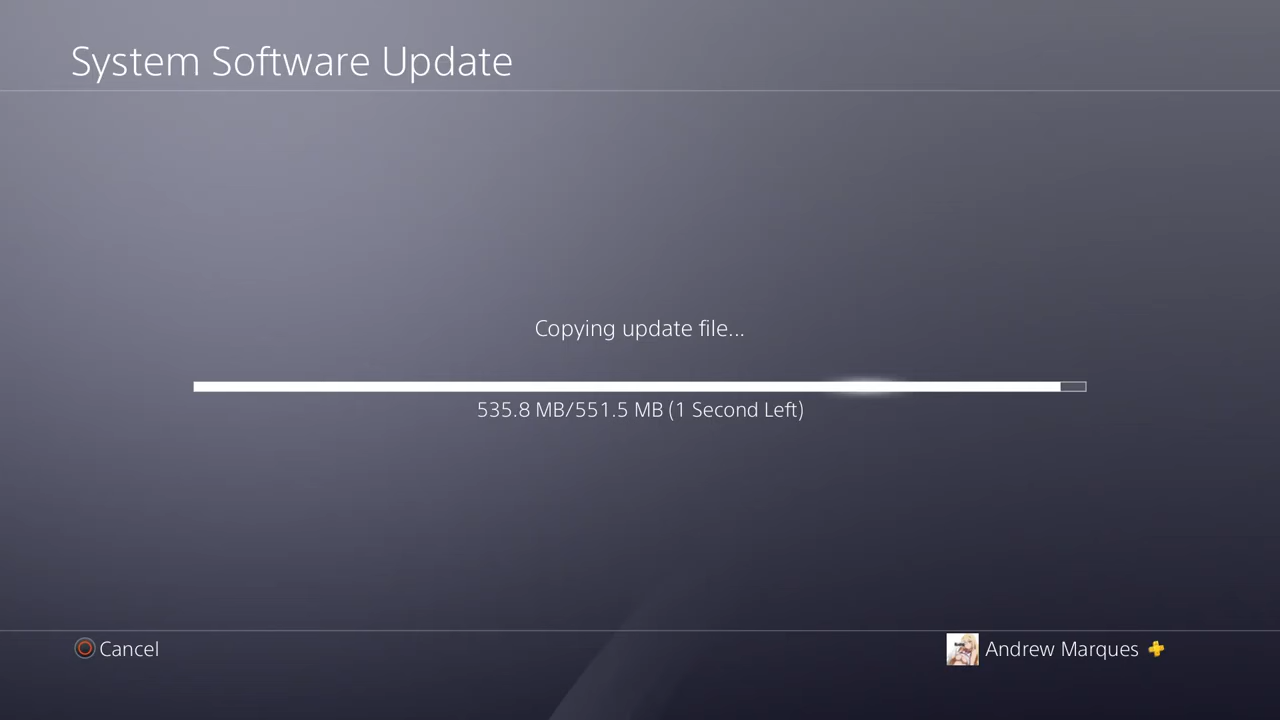 System Software Update
Copying update file...
535.8 MB/551.5 MB (1 Second Left)
Cancel
Andrew Marques